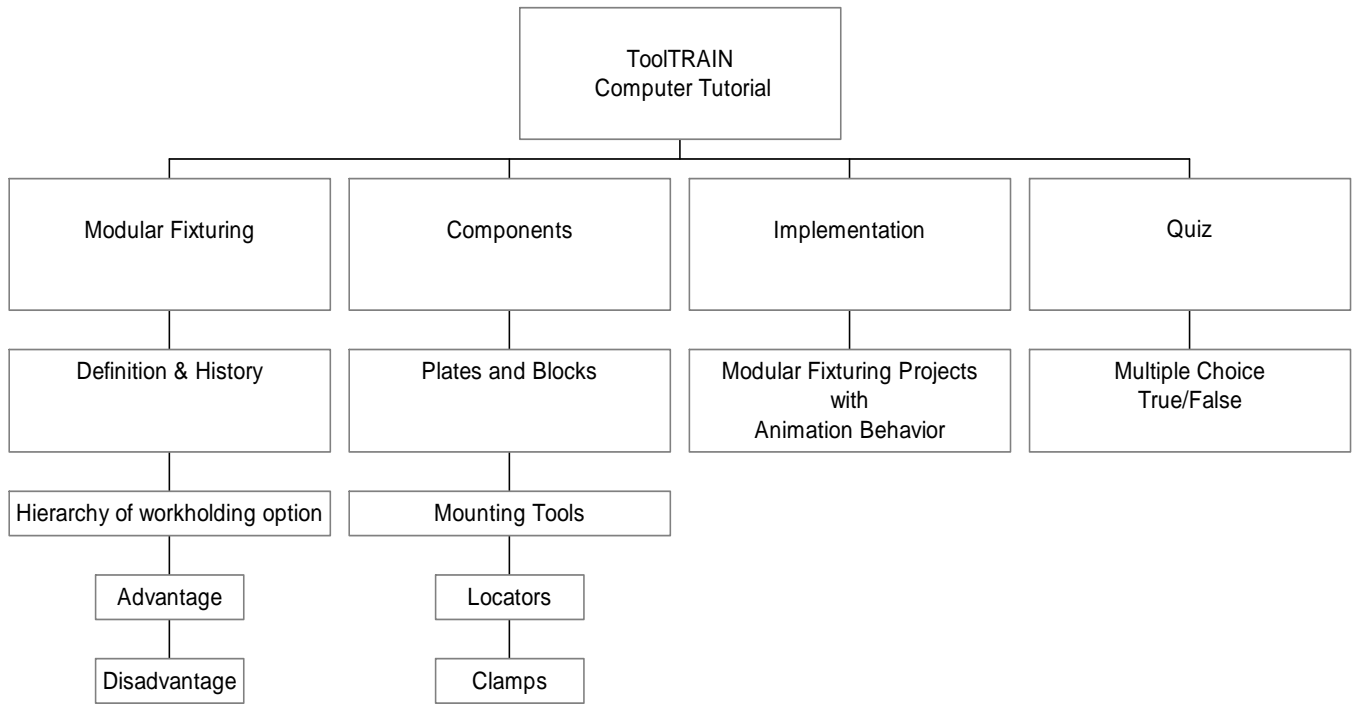 ToolTRAIN
Computer Tutorial
Modular Fixturing
Components
Implementation
Quiz
Definition & History
Plates and Blocks
Modular Fixturing Projects
with
Animation Behavior
Multiple Choice
True/False
Hierarchy of workholding option
Mounting Tools
Advantage
Locators
Disadvantage
Clamps